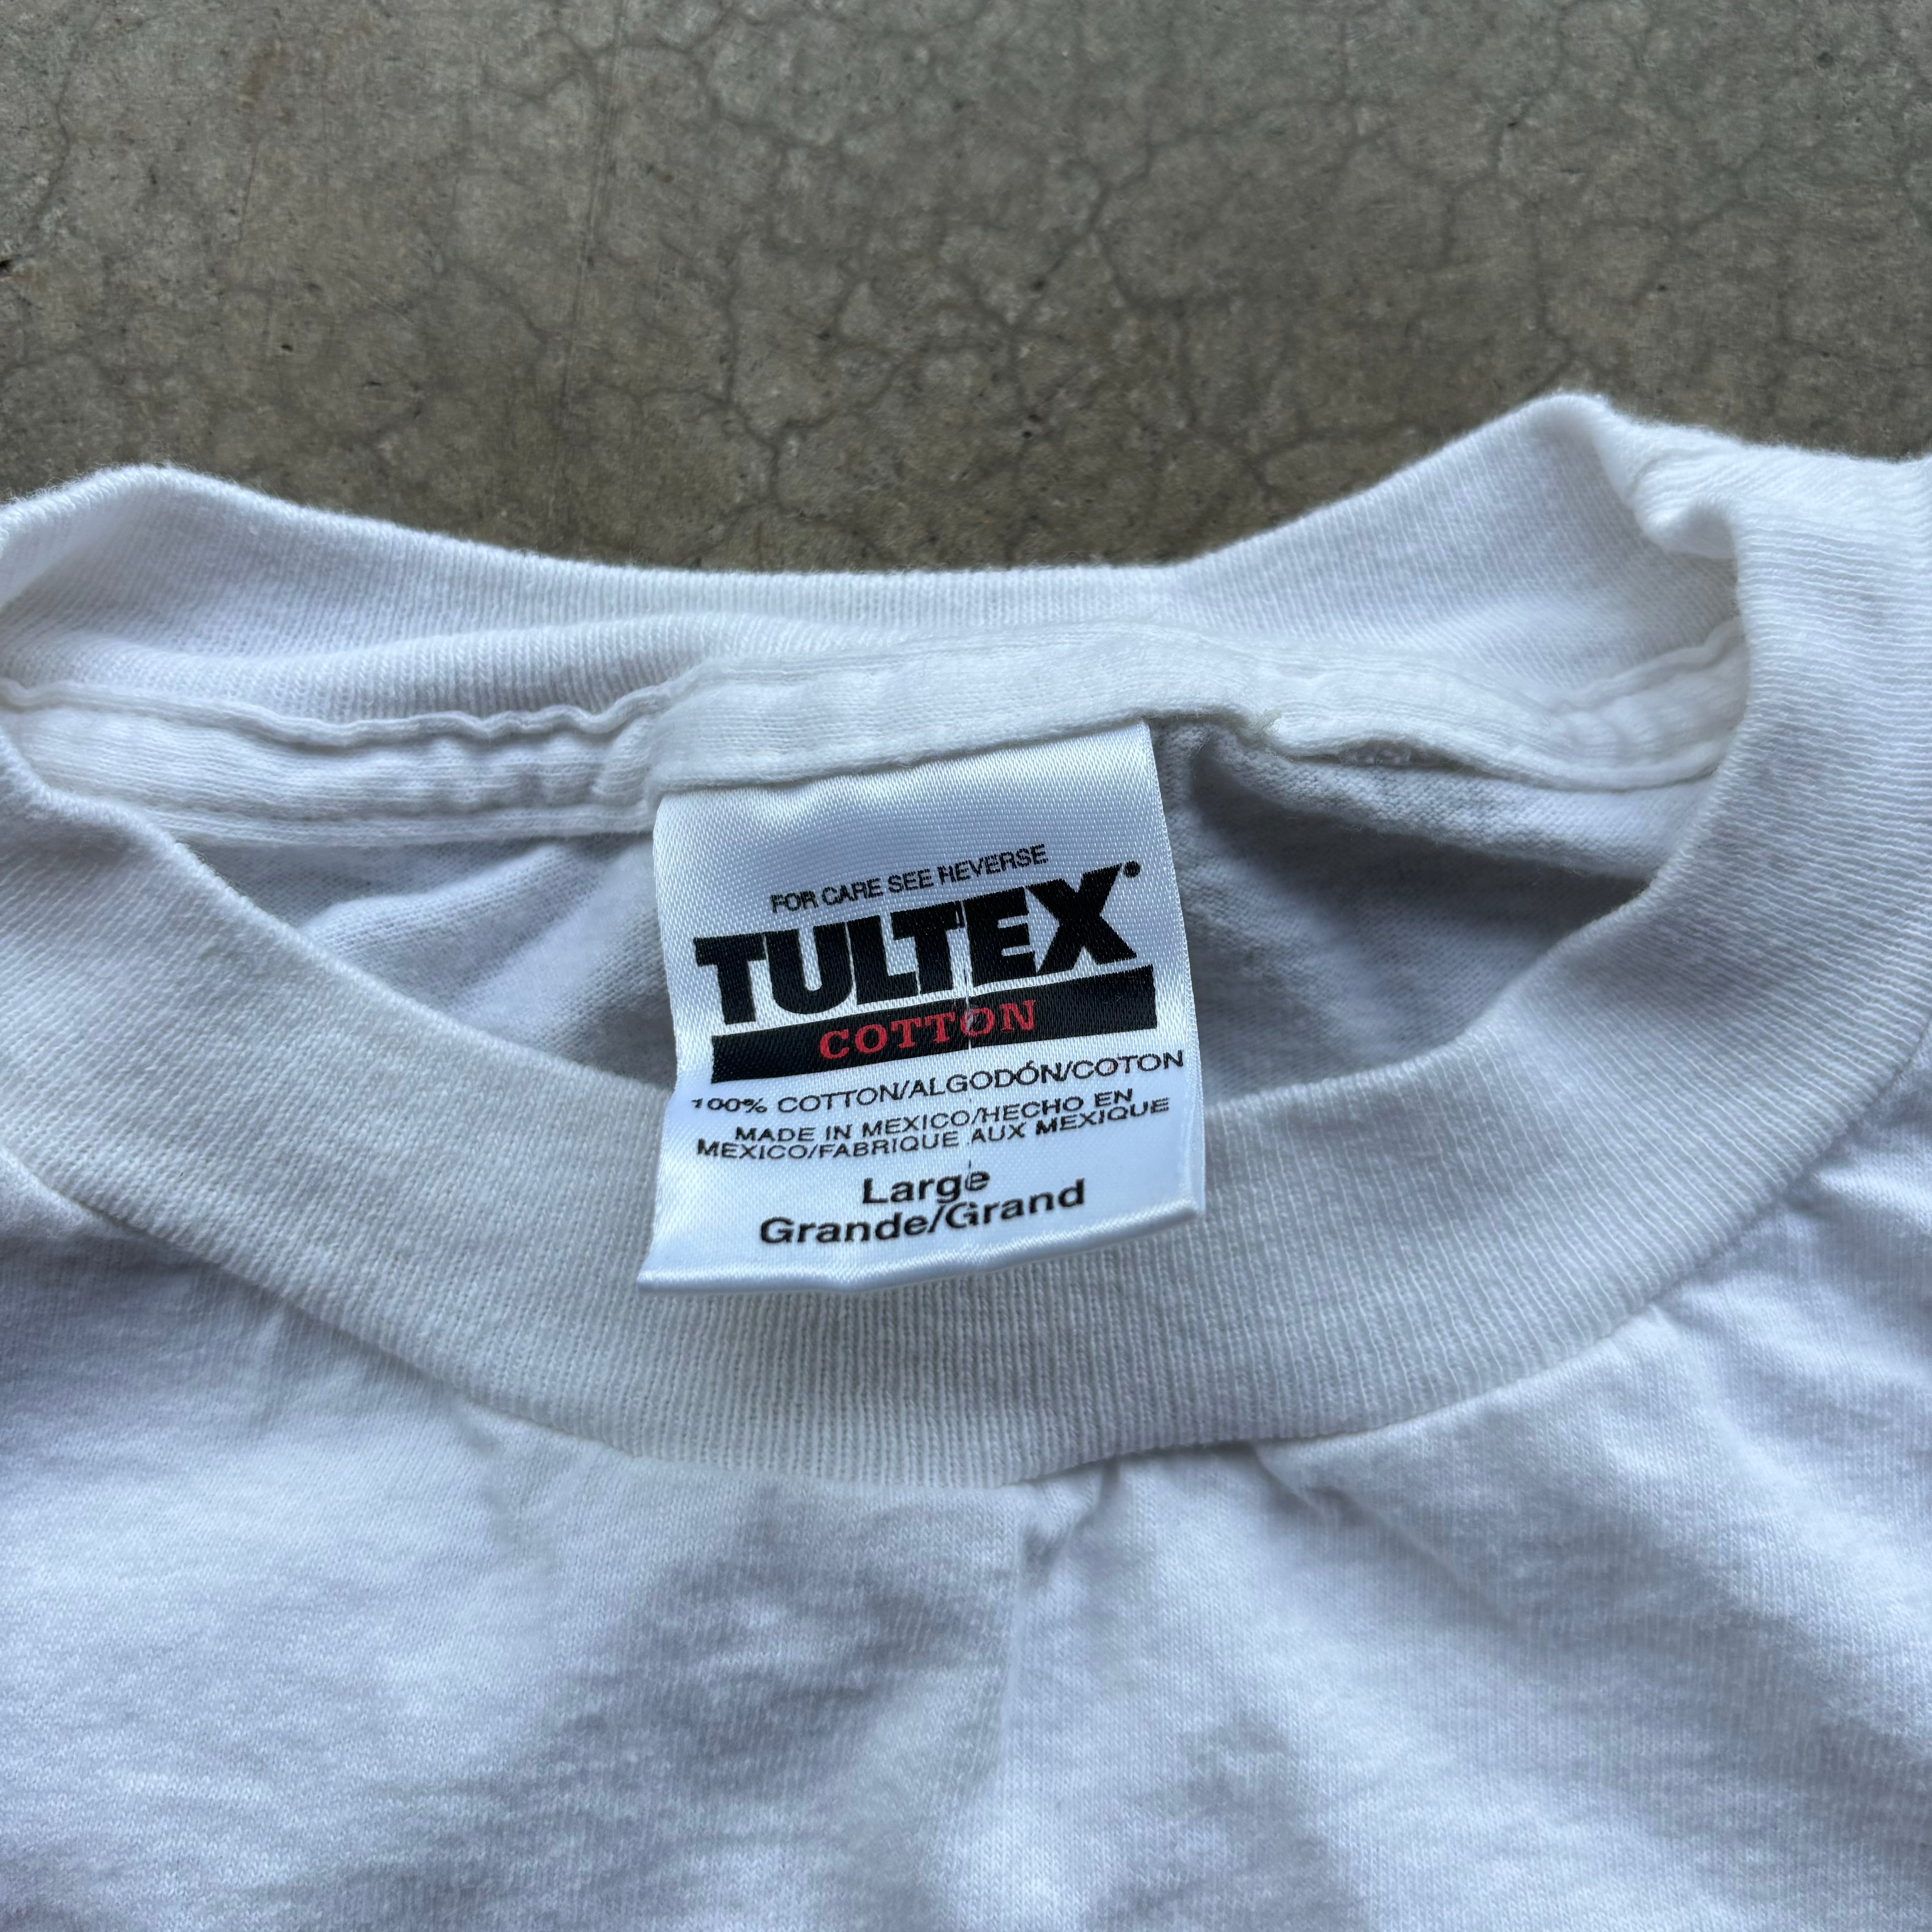 FOR CARE SEE REVERSE
TULTEX®
COTTON
100% COTTON/ALGODÓN/COTON
MADE IN MEXICO/HECHO EN
MEXICO/FABRIQUE AUX MEXIQUE
Large
Grande/Grand